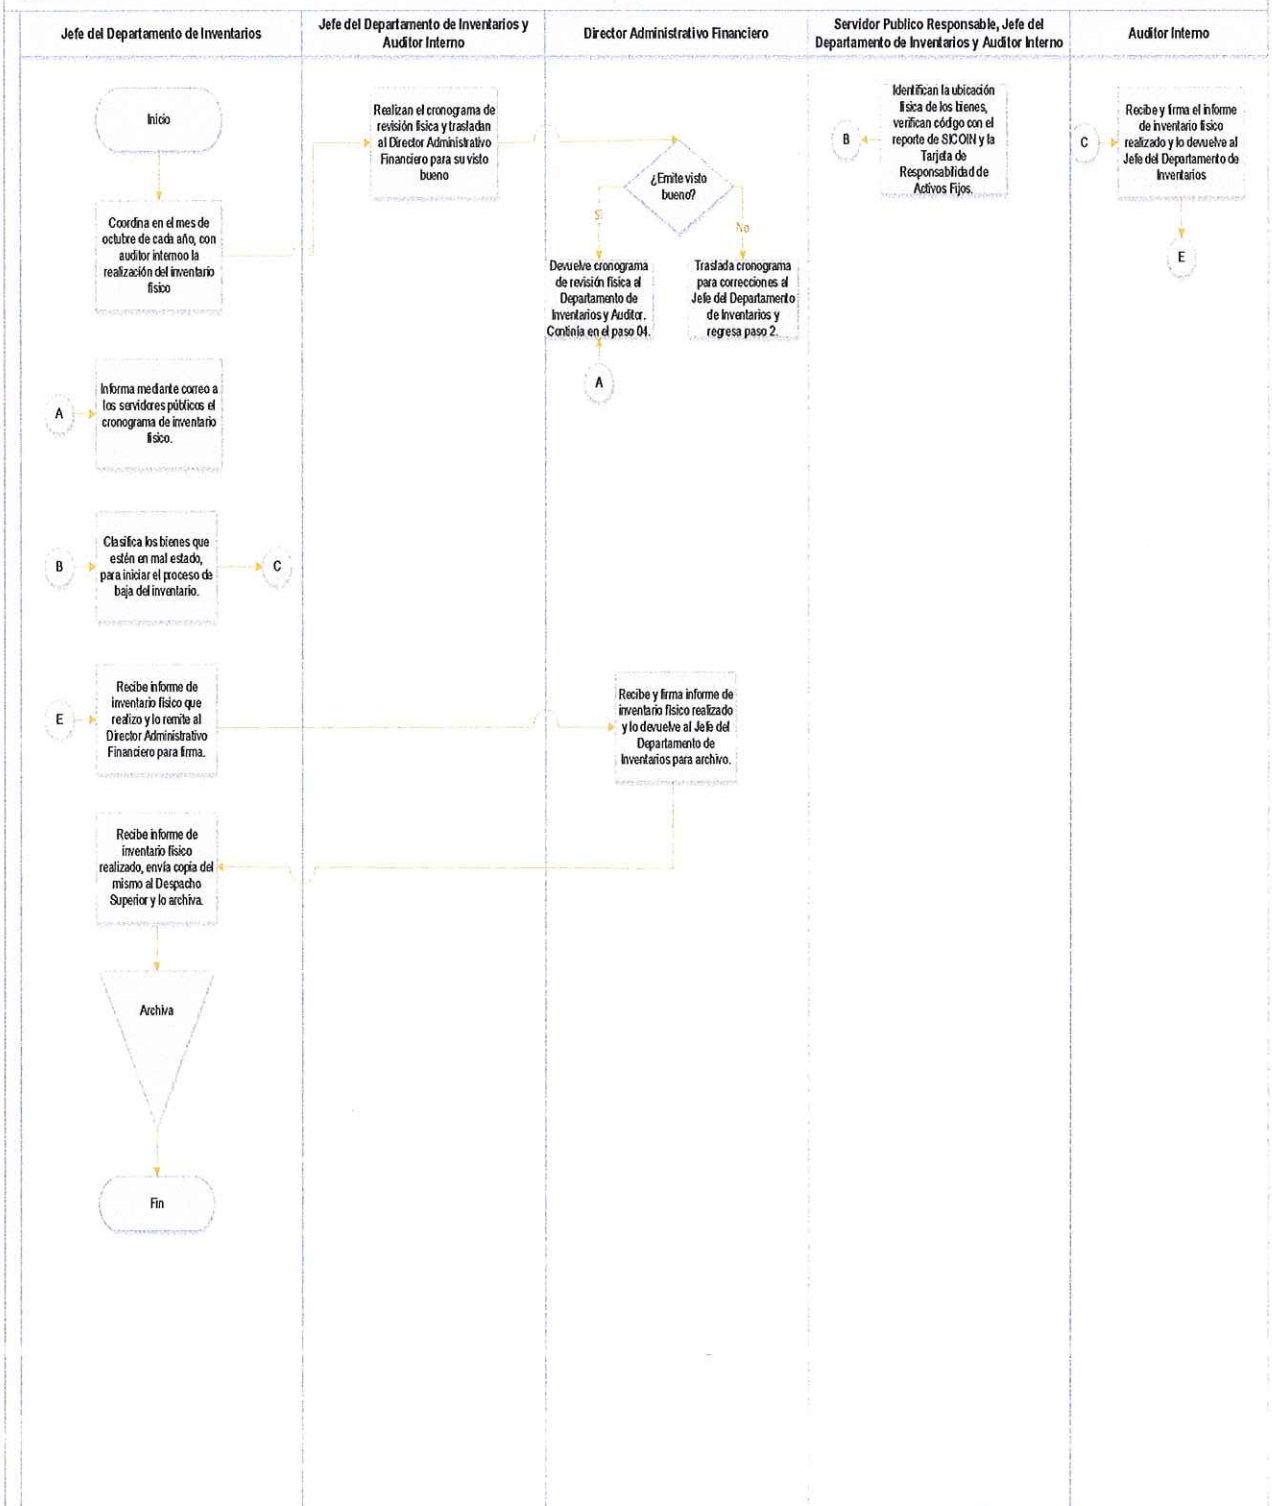 Jefe del Departamento de Inventarios
Jefe del Departamento de Inventarios y
Auditor Interno
Director Administrativo Financiero
Servidor Publico Responsable, Jefe del
Departamento de Inventarios y Auditor Interno
Auditor Interno
Inicio
Realizan el cronograma de
revisión física y trasladan
al Director Administrativo
Financiero para su visto
bueno
¿Emite visto
bueno?
Si
No
Identifican la ubicación
física de los bienes,
verifican código con el
reporte de SICOIN y la
Tarjeta de
Responsablidad de
Activos Fijos.
B
C
Recibe y firma el informe
de inventario físico
realizado y lo devuelve al
Jefe del Departamento de
Inventarios
E
Coordina en el mes de
octubre de cada año, con
auditor internoo la
realización del inventario
físico
Devuelve cronograma
de revisión física al
Departamento de
Inventarios y Auditor.
Continía en el paso 04.
Traslada cronograma
para correcciones al
Jefe del Departamento
de Inventarios y
regresa paso 2.
A
A
Informa mediante correo a
los servidores públicos el
cronograma de inventario
físico.
B
Clasifica los bienes que
estén en mal estado,
para iniciar el proceso de
baja del inventario.
C
E
Recibe informe de
inventario físico que
realizo y lo remite al
Director Administrativo
Financiero para firma.
Recibe y firma informe de
inventario físico realizado
y lo devuelve al Jefe del
Departamento de
Inventarios para archivo.
Recibe informe de
inventario físico
realizado, envía copia del
mismo al Despacho
Superior y lo archiva.
Archiva
Fin